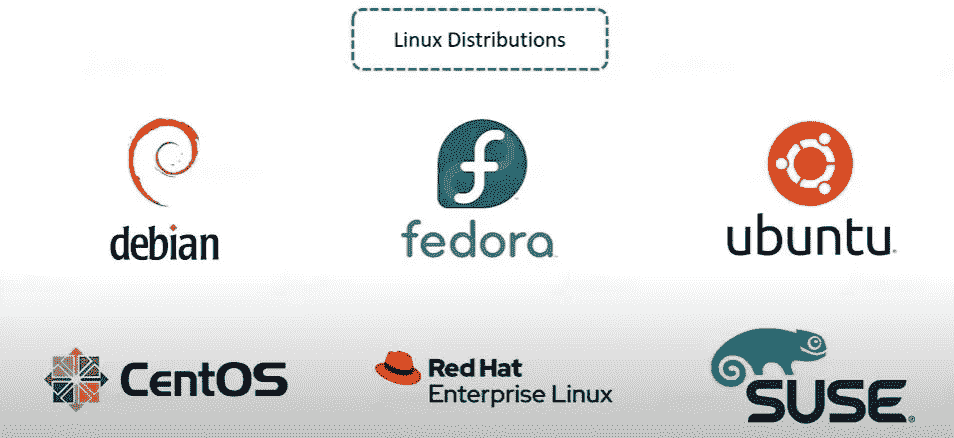 Linux Distributions
debian
fedora
ubuntu
CentOS
Red Hat
Enterprise Linux
SUSE